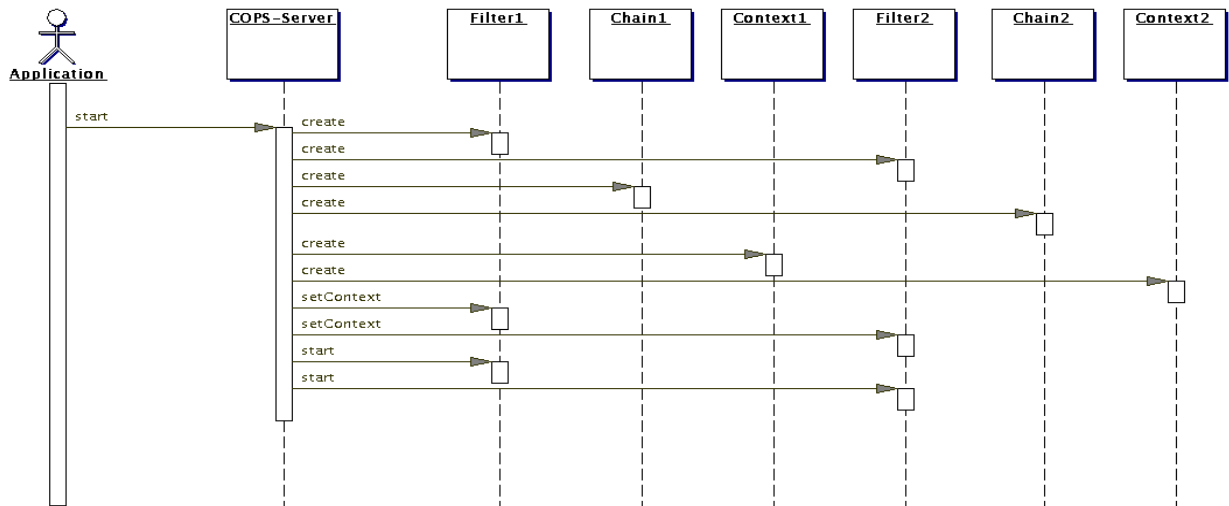 COPS-Server
Filter1
Chain1
Context1
Filter2
Chain2
Context2
Application
start
create
create
create
create
create
create
setContext
setContext
start
start